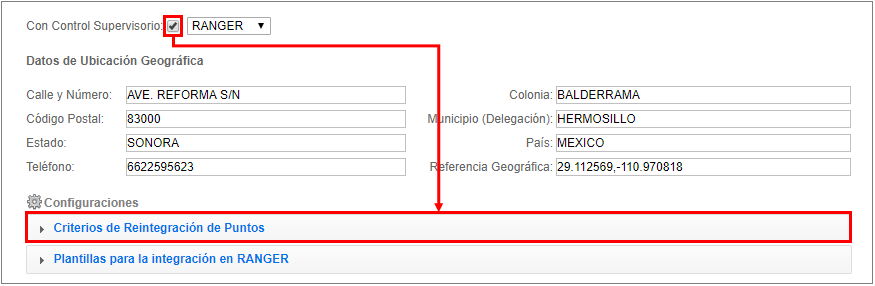 Con Control Supervisorio: RANGER
Datos de Ubicación Geográfica
Calle y Número: AVE. REFORMA S/N Colonia: BALDERRAMA
Código Postal: 83000 Municipio (Delegación): HERMOSILLO
Estado: SONORA País: MEXICO
Teléfono: 6622595623 Referencia Geográfica: 29.112569,-110.970818
Configuraciones
Criterios de Reintegración de Puntos
Plantillas para la integración en RANGER